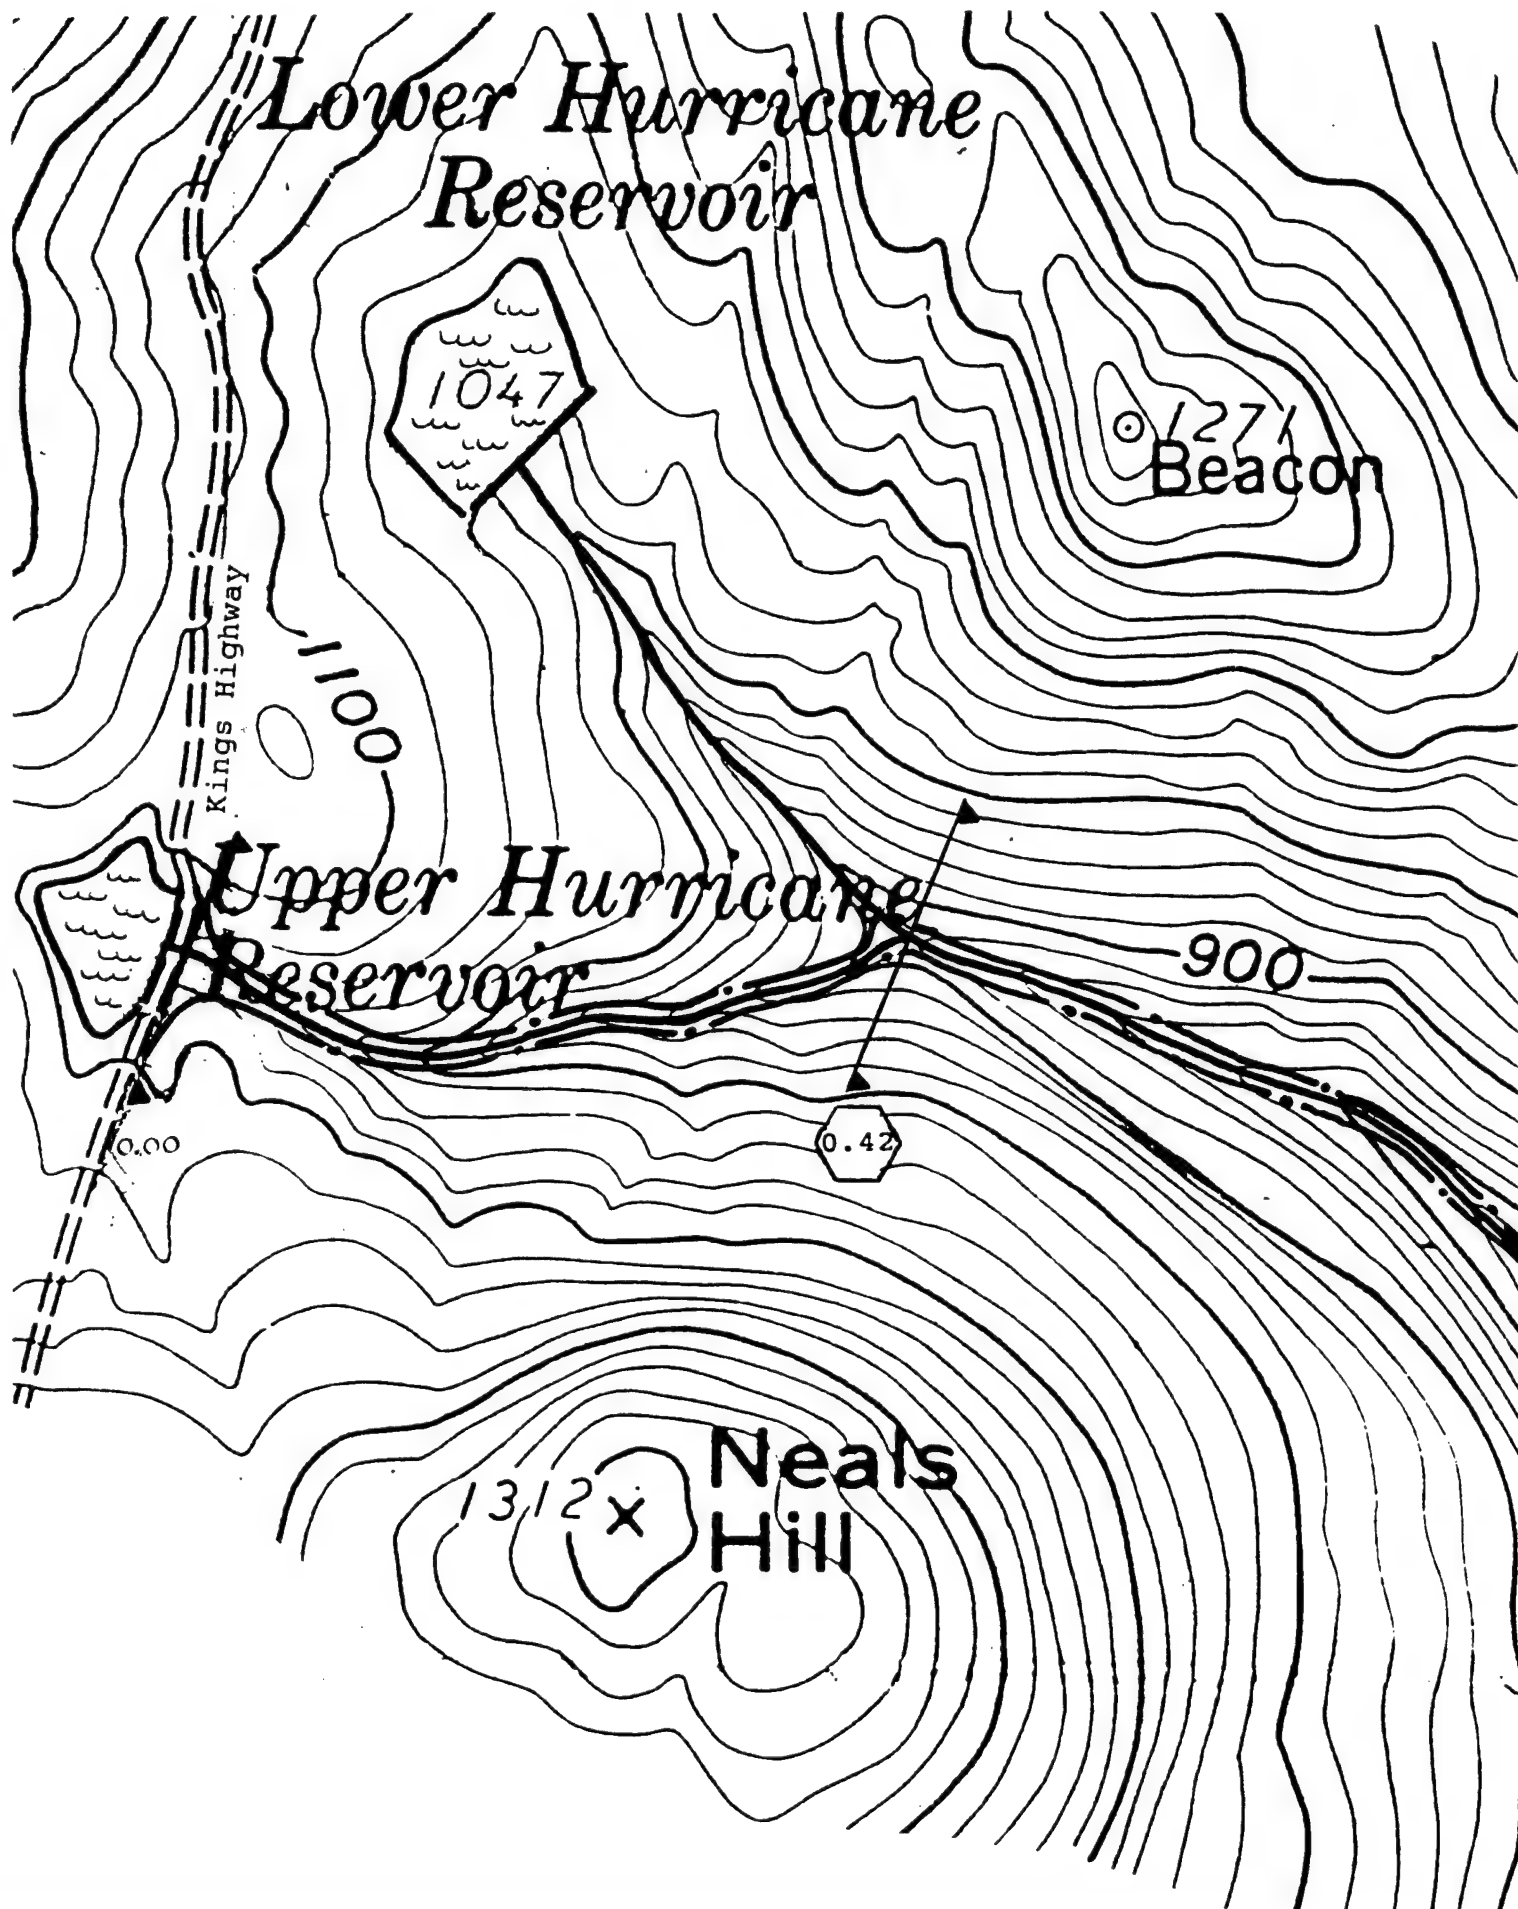 Lower Hurricane
Reservoir
1047
1271
Beacon
Kings Highway
1100
Upper Hurricane
Reservoir
900
0.00
0.42
Neals
1312
Hill